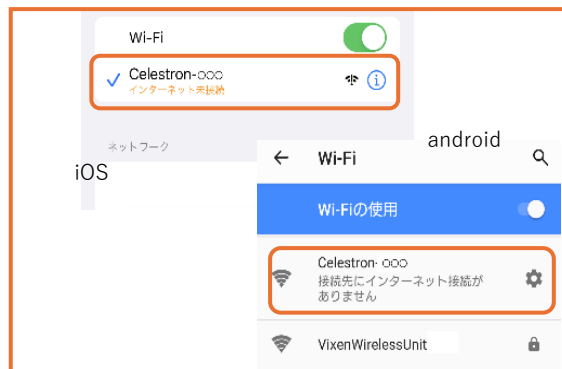 Wi-Fi
Celestron-○○○
インターネット未接続
ネットワーク
iOS
android
Wi-Fi
Wi-Fiの使用
Celestron- ○○○
接続先にインターネット接続が
ありません
VixenWirelessUnit